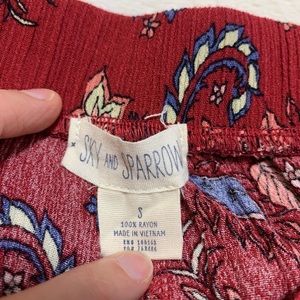 SKY AND SPARROW
S
100% RAYON
MADE IN VIETNAM